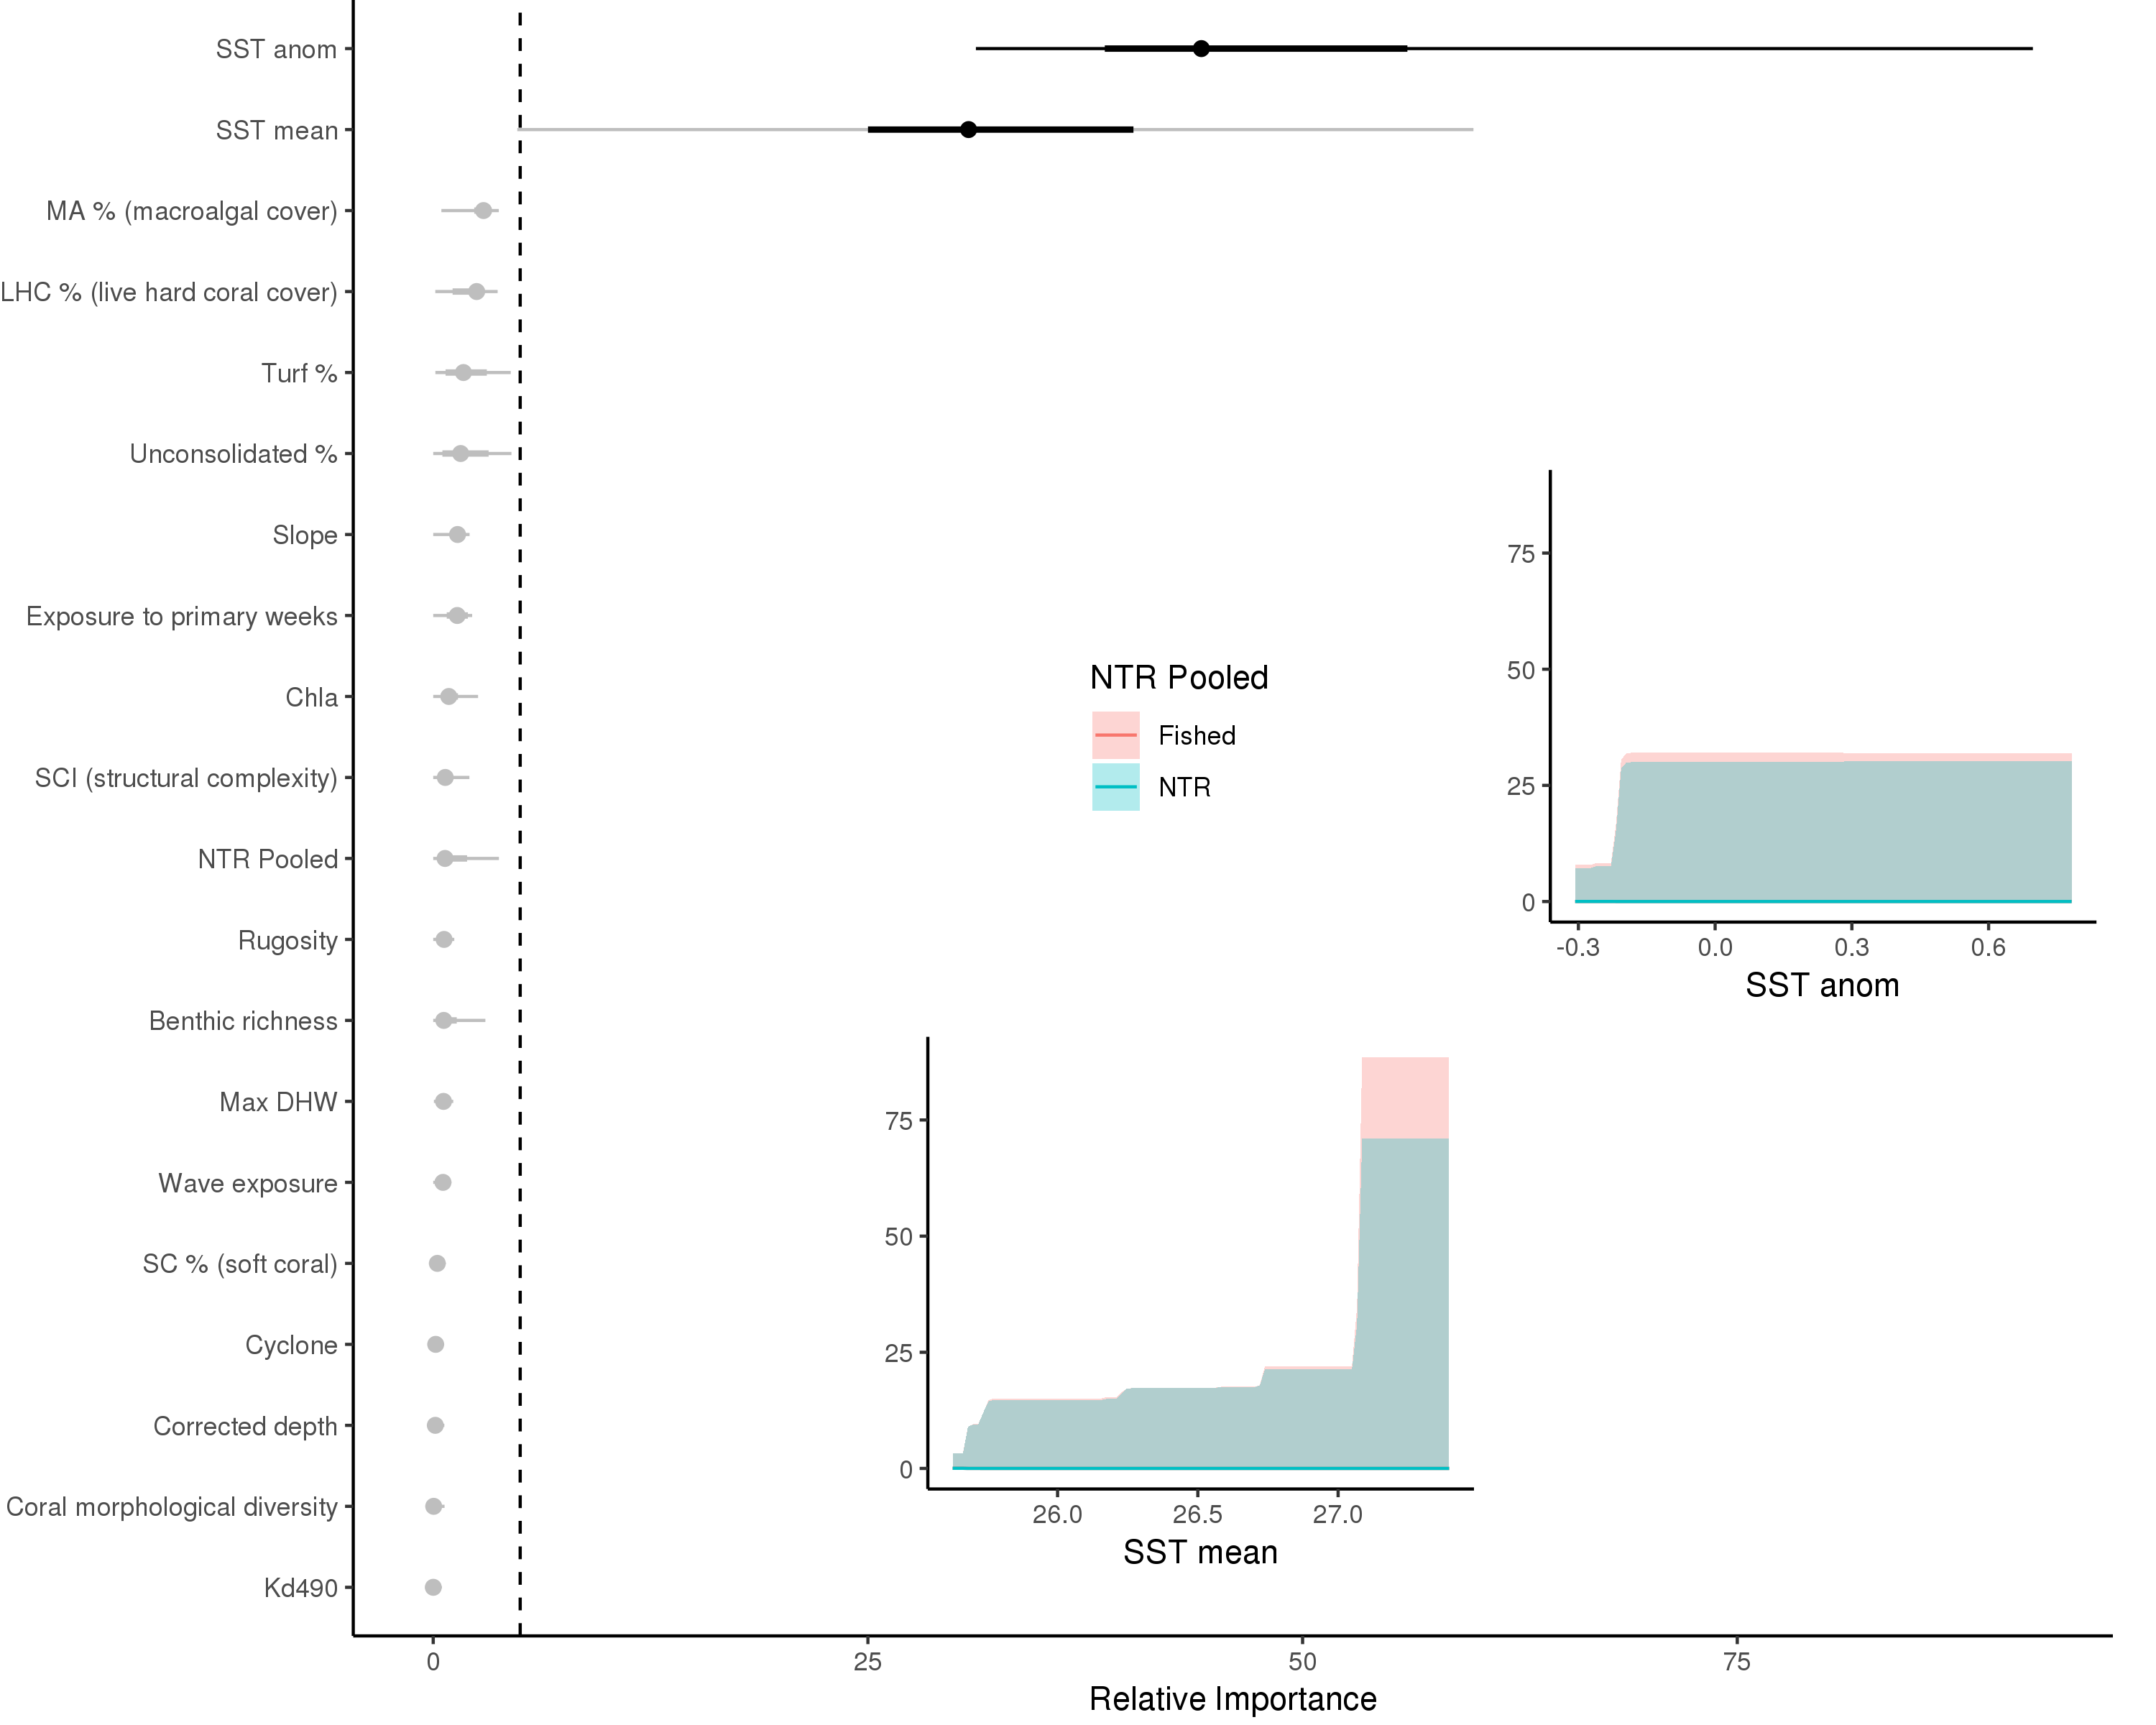 SST anom
SST mean
MA % (macroalgal cover)
LHC % (live hard coral cover)
Turf %
Unconsolidated %
Slope
Exposure to primary weeks
Chla
SCI (structural complexity)
NTR Pooled
Rugosity
Benthic richness
Max DHW
Wave exposure
SC % (soft coral)
Cyclone
Corrected depth
Coral morphological diversity
Kd490
0 25 50 75
Relative Importance
NTR Pooled
Fished
NTR
75
50
25
0
-0.3 0.0 0.3 0.6
SST anom
75
50
25
0
26.0 26.5 27.0
SST mean